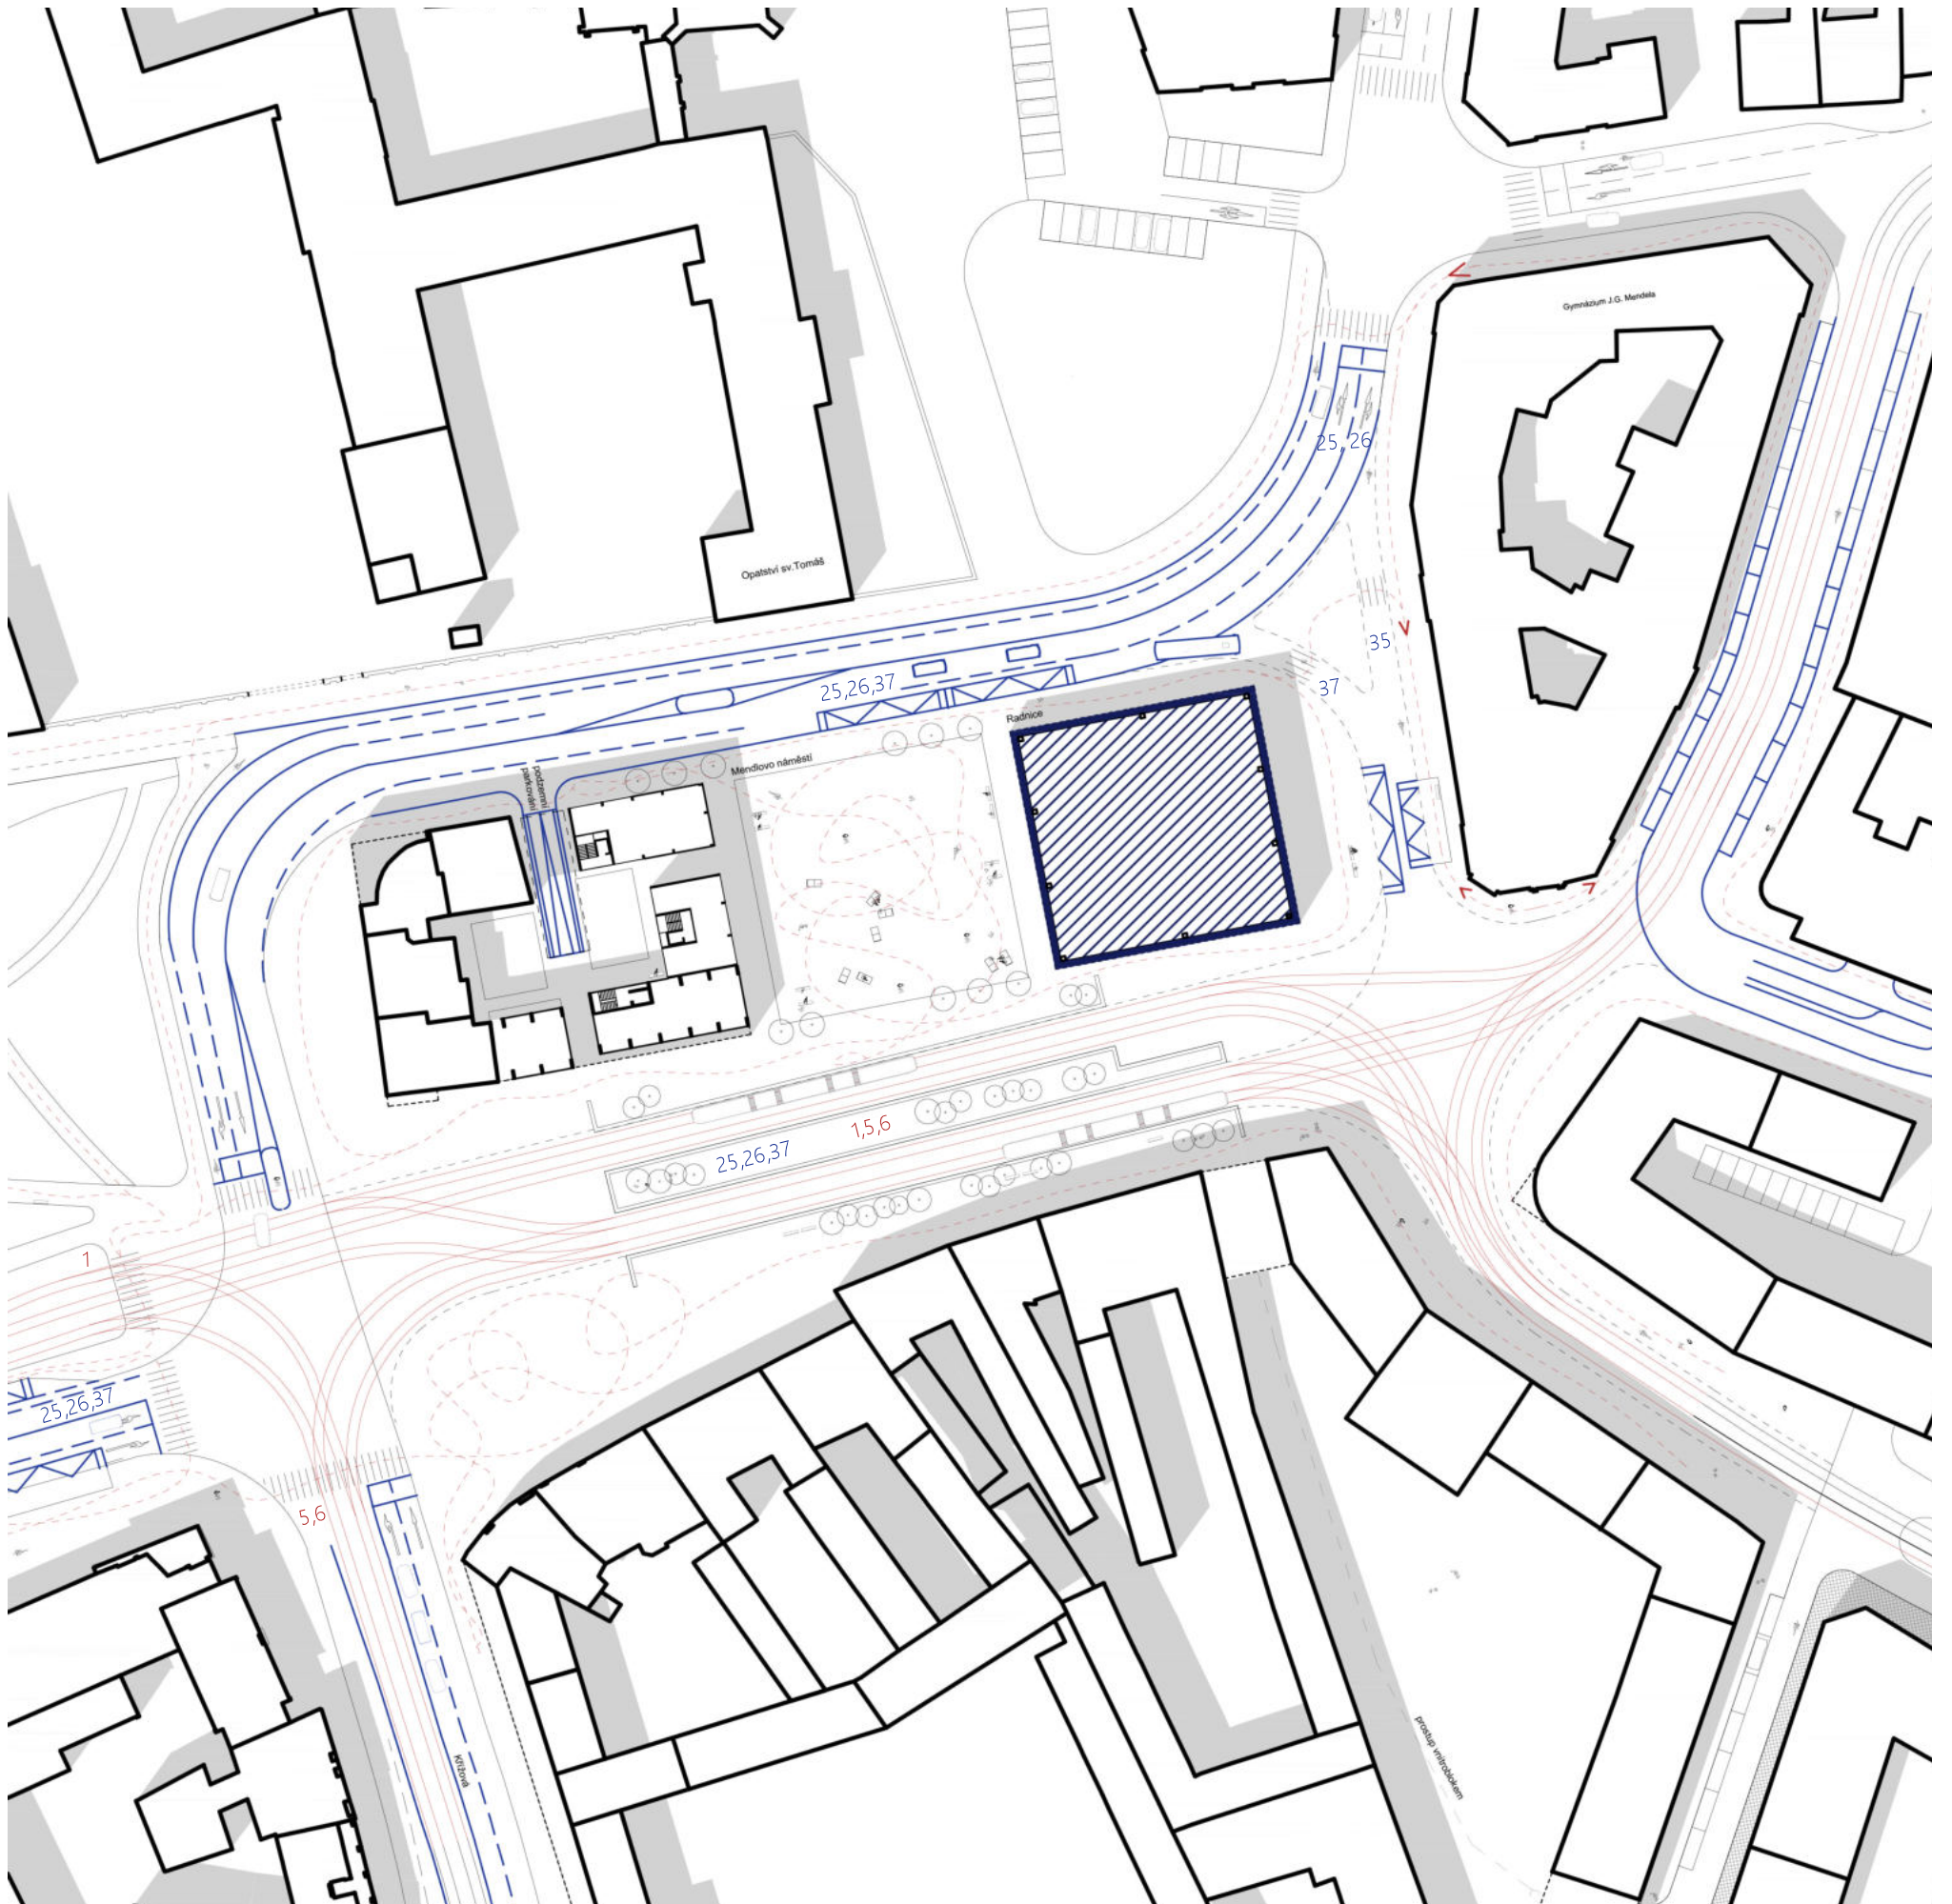 Gymnázium J.G. Mendela
25, 26
Opatství sv.Tomáš
35
25,26,37
37
Radnice
Mendlovo náměstí
podzemní
parkování
1,5,6
25,26,37
1
25,26,37
5,6
Křížová
prostup vnitroblokem